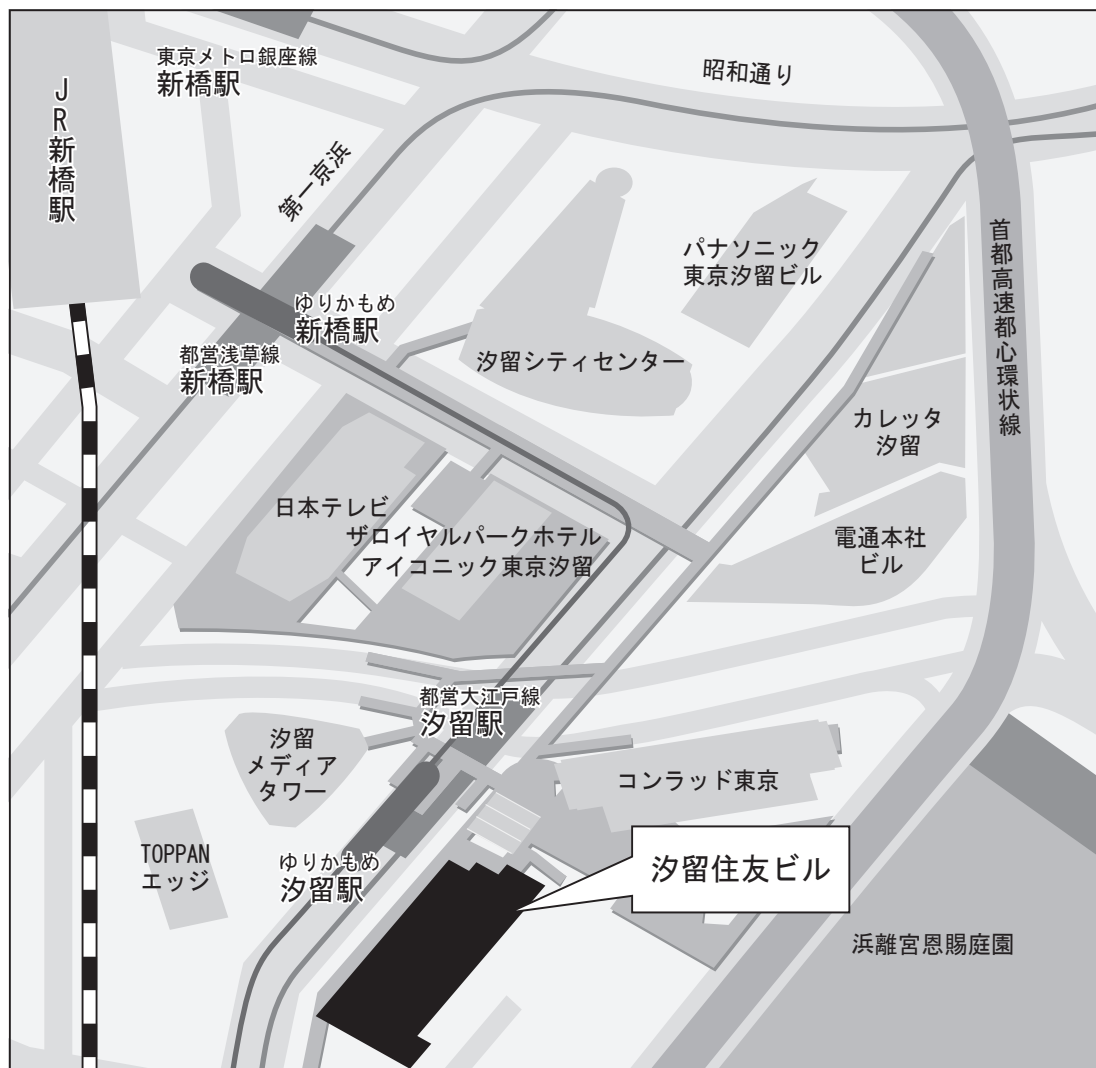 東京メトロ銀座線
新橋駅
昭和通り
JR新橋駅
第一京浜
首都高速都心環状線
パナソニック
東京汐留ビル
ゆりかもめ
新橋駅
都営浅草線
新橋駅
汐留シティセンター
カレッタ
汐留
日本テレビ
ザロイヤルパークホテル
アイコニック東京汐留
電通本社
ビル
都営大江戸線
汐留駅
汐留
メディア
タワー
コンラッド東京
TOPPAN
エッジ
ゆりかもめ
汐留駅
汐留住友ビル
浜離宮恩賜庭園